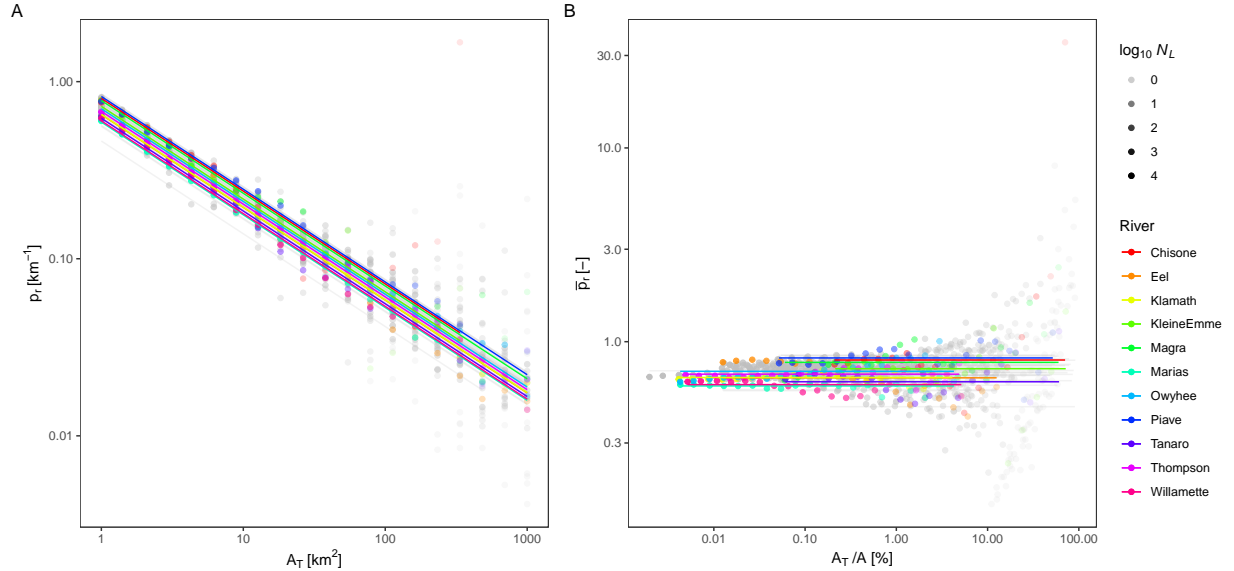 A
B
p_r [km⁻¹]
1.00
0.10
0.01
1
10
100
1000
A_T [km²]
p̅_r [−]
30.0
10.0
3.0
1.0
0.3
0.01
0.10
1.00
10.00
100.00
A_T /A [%]
log₁₀ N_L
0
1
2
3
4
River
Chisone
Eel
Klamath
KleineEmme
Magra
Marias
Owyhee
Piave
Tanaro
Thompson
Willamette